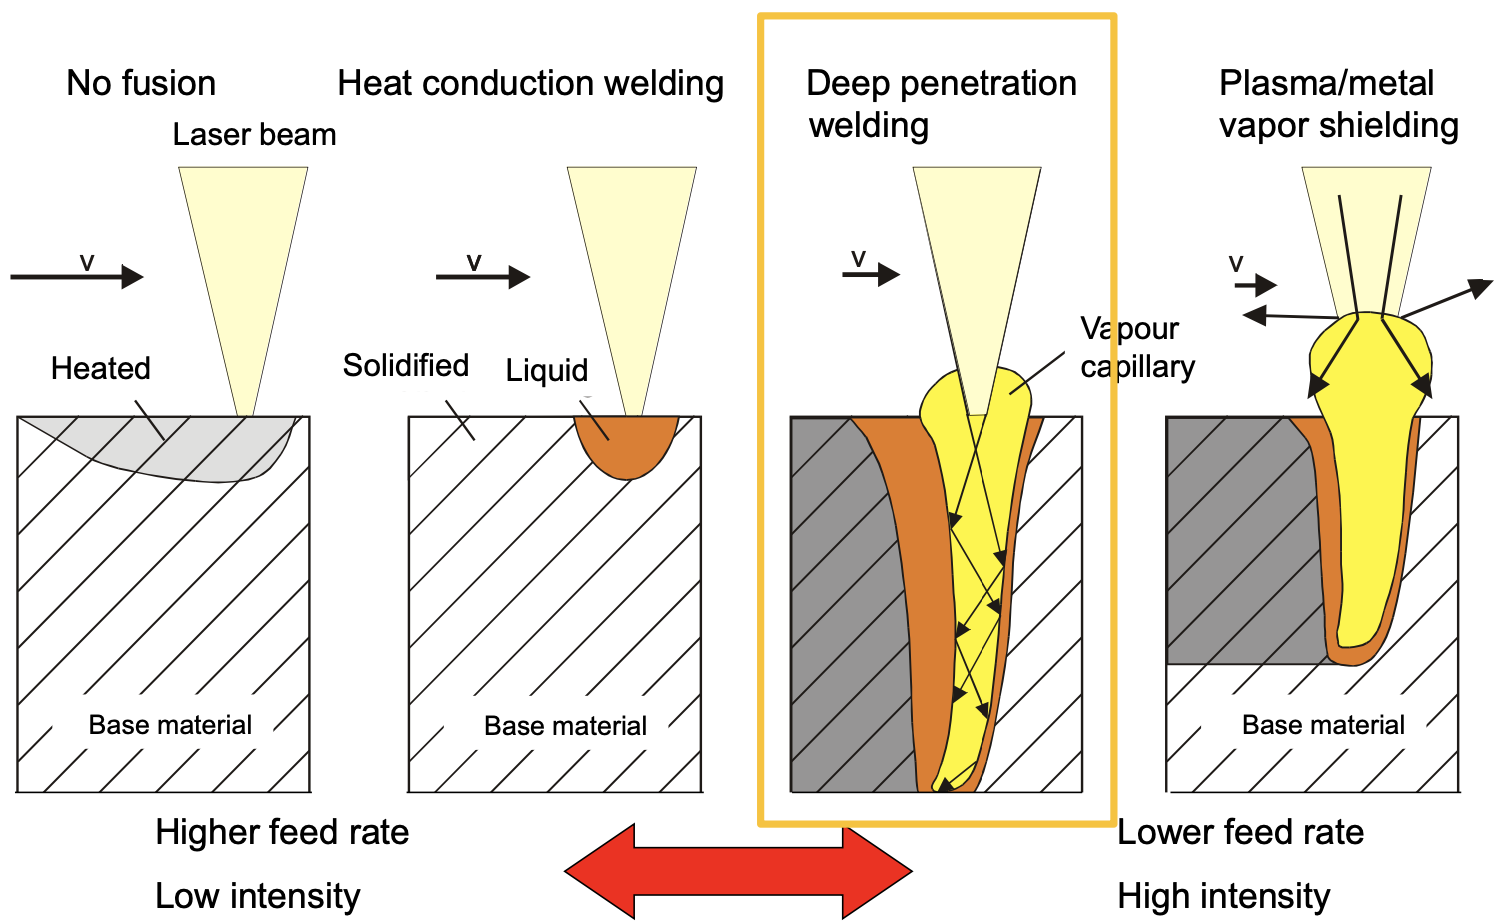 No fusion
Heat conduction welding
Deep penetration
welding
Plasma/metal
vapor shielding
Laser beam
v
v
v
v
Heated
Solidified
Liquid
Vapour
capillary
Base material
Base material
Base material
Higher feed rate
Low intensity
Lower feed rate
High intensity